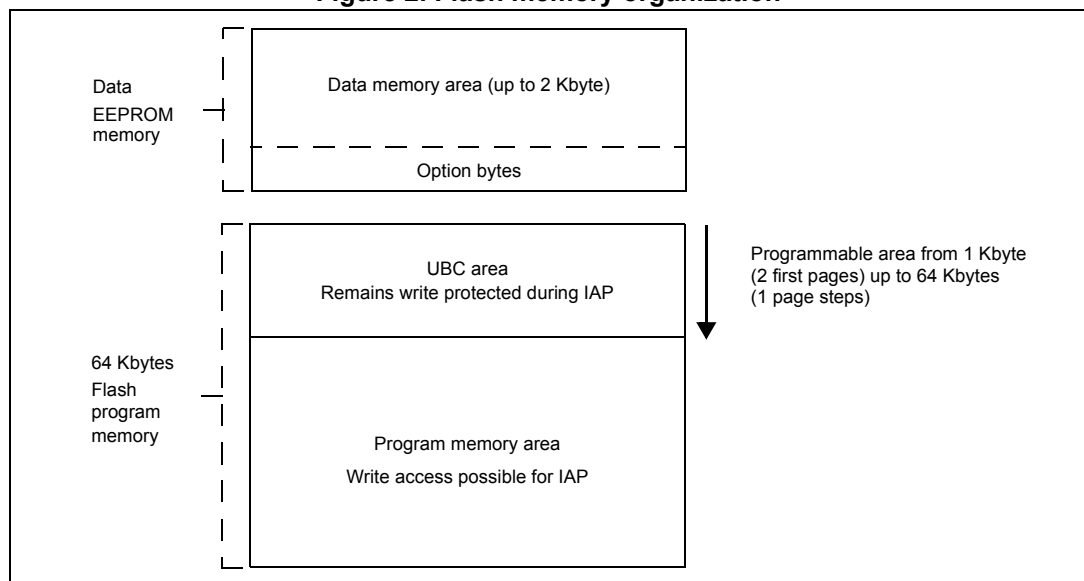 Figure 2. Flash memory organization
Data
EEPROM
memory
Data memory area (up to 2 Kbyte)
Option bytes
64 Kbytes
Flash
program
memory
UBC area
Remains write protected during IAP
Program memory area
Write access possible for IAP
Programmable area from 1 Kbyte
(2 first pages) up to 64 Kbytes
(1 page steps)